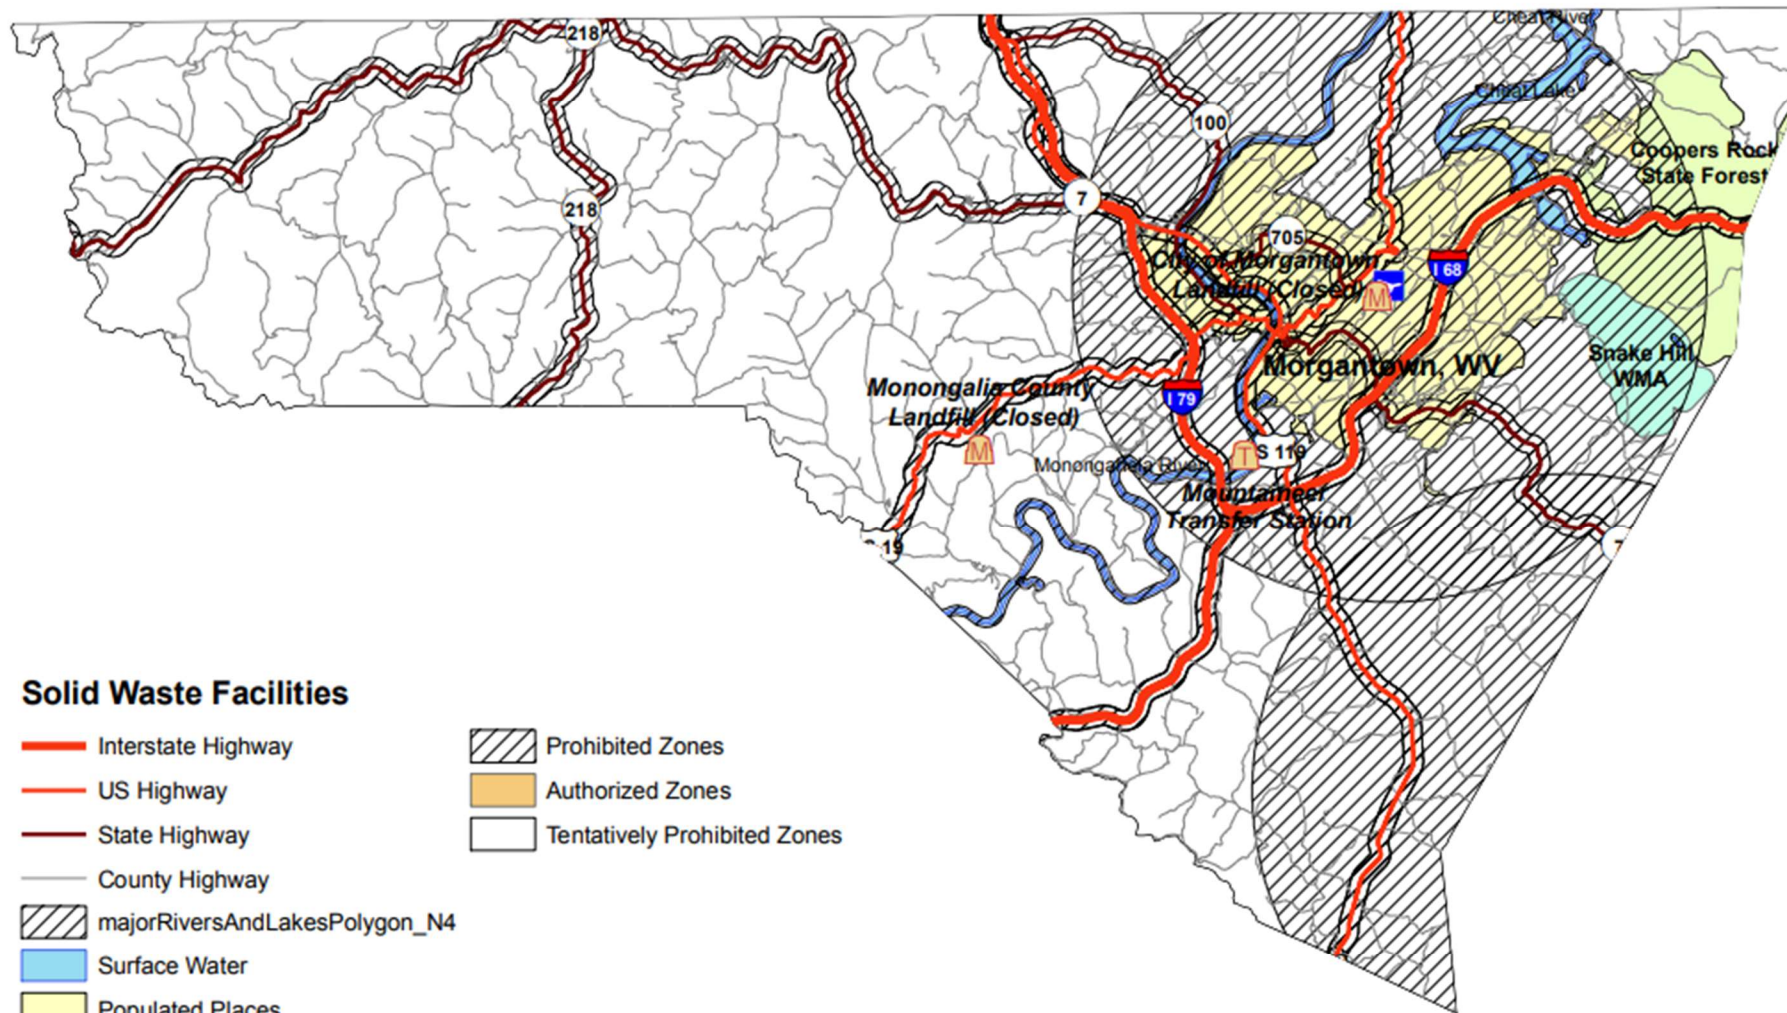 Cheat River
218
Cheat Lake
100
Coopers Rock
State Forest
7
218
705
City of Morgantown
Landfill (Closed)
M
I 68
Snake Hill
WMA
Morgantown, WV
Monongalia County
Landfill (Closed)
I 79
M
T
S 119
Monongahela River
Mountaineer
Transfer Station
19
7
Solid Waste Facilities
Interstate Highway
US Highway
State Highway
County Highway
majorRiversAndLakesPolygon_N4
Surface Water
Populated Places
Prohibited Zones
Authorized Zones
Tentatively Prohibited Zones